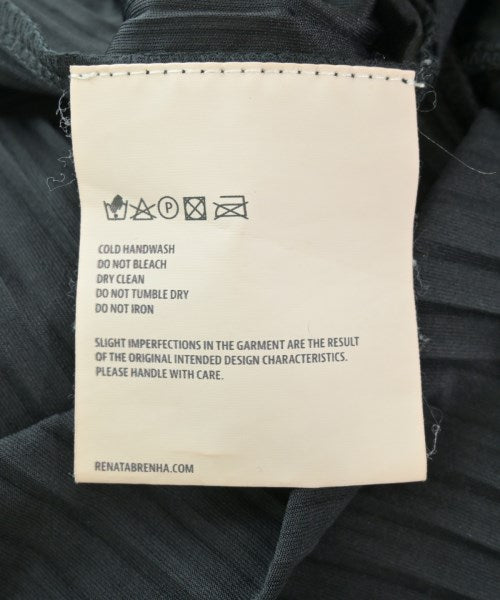 P
COLD HANDWASH
DO NOT BLEACH
DRY CLEAN
DO NOT TUMBLE DRY
DO NOT IRON
SLIGHT IMPERFECTIONS IN THE GARMENT ARE THE RESULT
OF THE ORIGINAL INTENDED DESIGN CHARACTERISTICS.
PLEASE HANDLE WITH CARE.
RENATABRENHA.COM